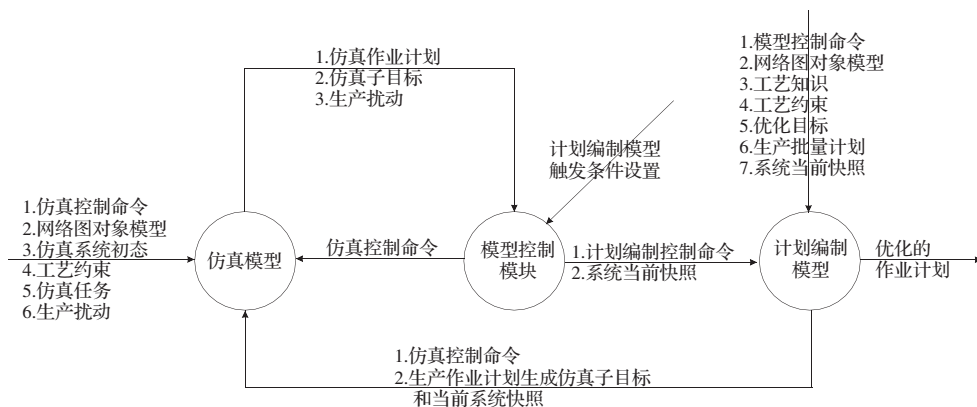 1.仿真作业计划
2.仿真子目标
3.生产扰动
1.模型控制命令
2.网络图对象模型
3.工艺知识
4.工艺约束
5.优化目标
6.生产批量计划
7.系统当前快照
计划编制模型
触发条件设置
1.仿真控制命令
2.网络图对象模型
3.仿真系统初态
4.工艺约束
5.仿真任务
6.生产扰动
仿真模型
仿真控制命令
模型控制
模块
1.计划编制控制命令
2.系统当前快照
计划编制
模型
优化的
作业计划
1.仿真控制命令
2.生产作业计划生成仿真子目标
和当前系统快照